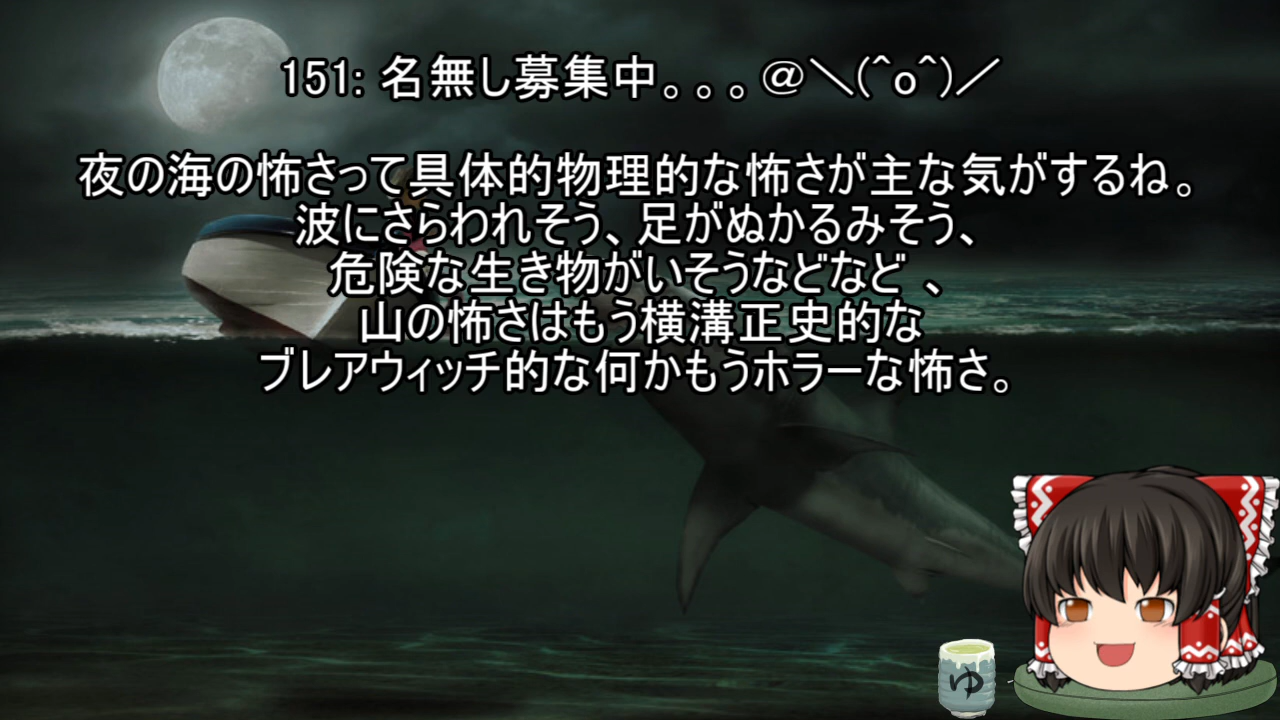 151: 名無し募集中。。。＠＼(^o^)／
夜の海の怖さって具体的物理的な怖さが主な気がするね。
波にさらわれそう、足がぬかるみそう、
危険な生き物がいそうなどなど 、
山の怖さはもう横溝正史的な
ブレアウィッチ的な何かもうホラーな怖さ。
ゆ